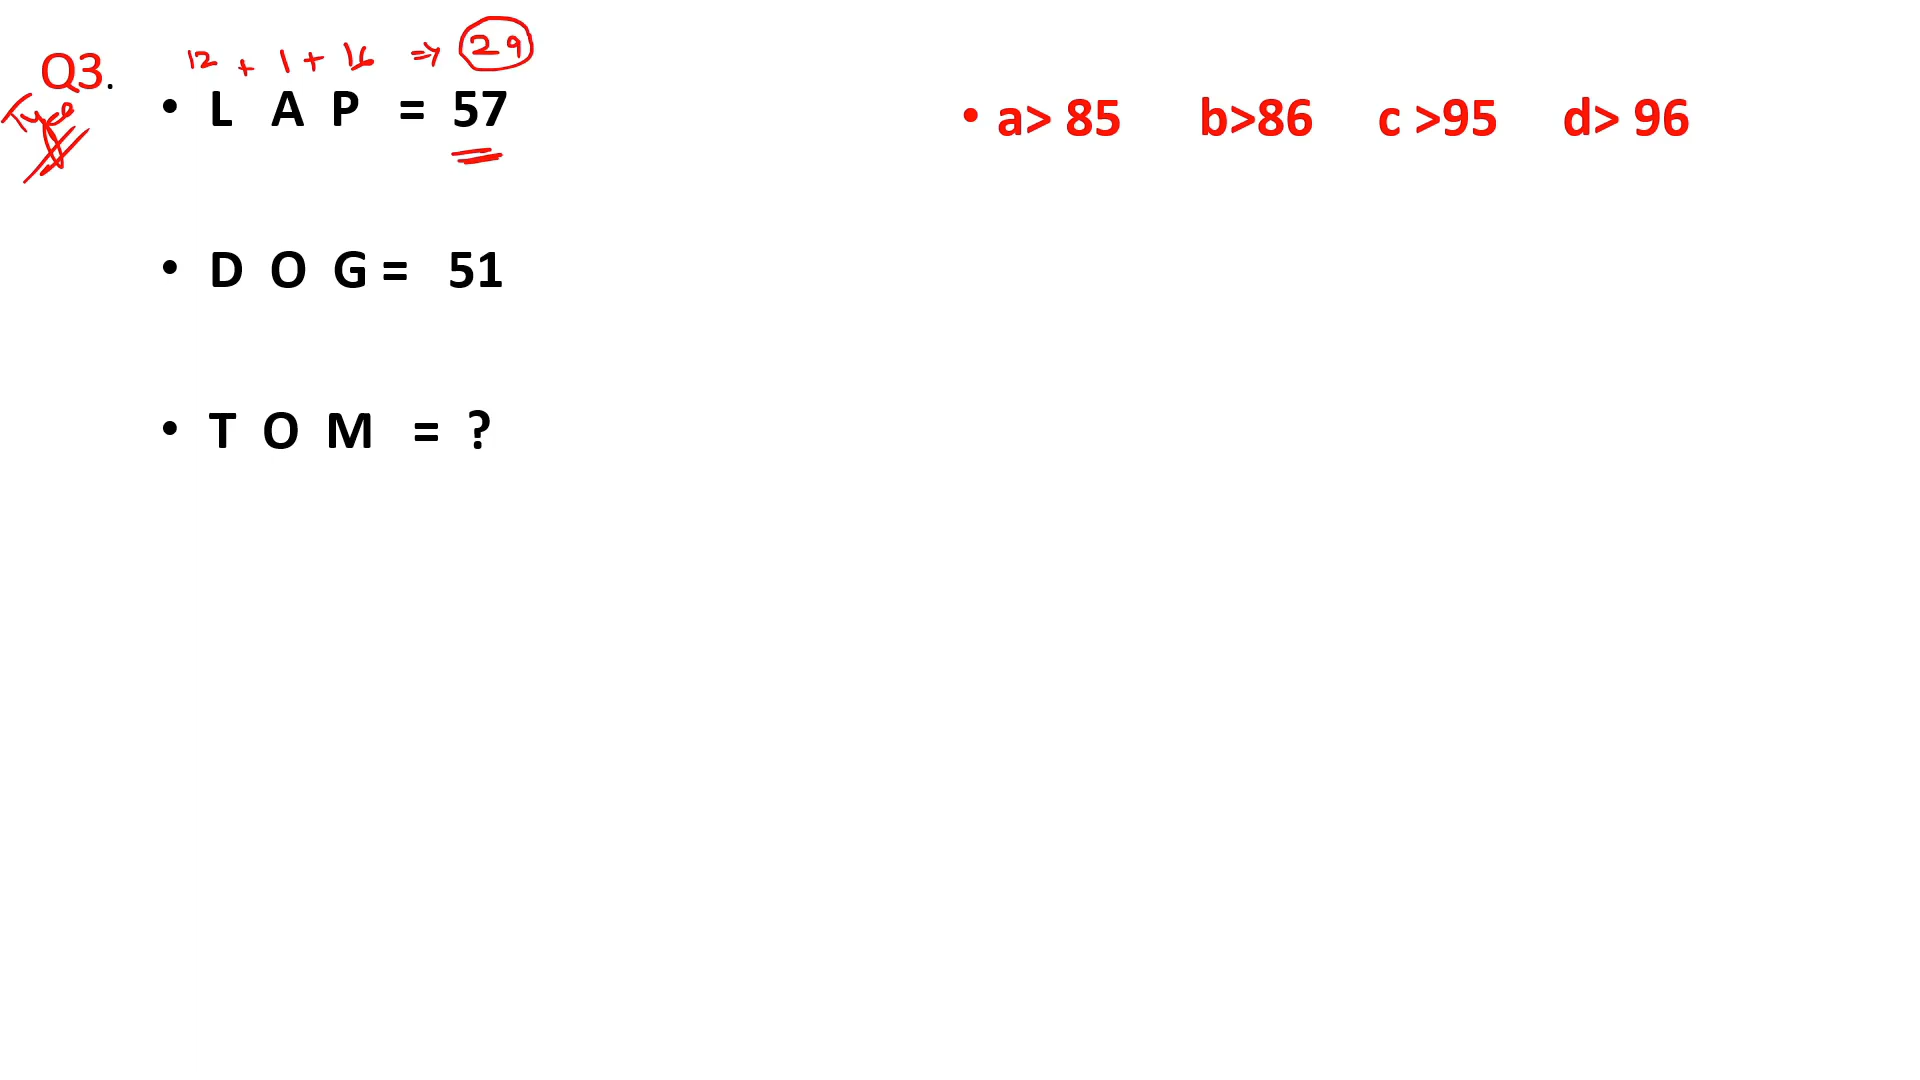 12 + 1 + 16 ⇒ 29
Q3.
• L A P = 57
• a> 85 b>86 c >95 d> 96
• D O G = 51
• T O M = ?